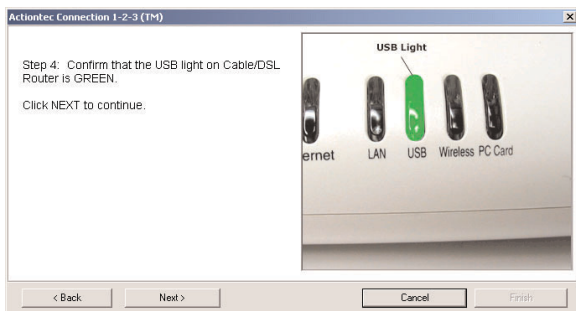 Actiontec Connection 1-2-3 (TM)
Step 4: Confirm that the USB light on Cable/DSL
Router is GREEN.
Click NEXT to continue.
USB Light
ernet LAN USB Wireless PC Card
< Back Next > Cancel Finish